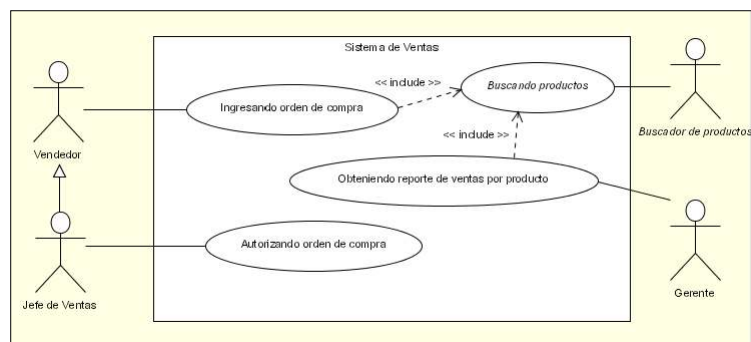 Sistema de Ventas
<< include >>
Ingresando orden de compra
Buscando productos
Vendedor
Buscador de productos
<< include >>
Obteniendo reporte de ventas por producto
Autorizando orden de compra
Jefe de Ventas
Gerente